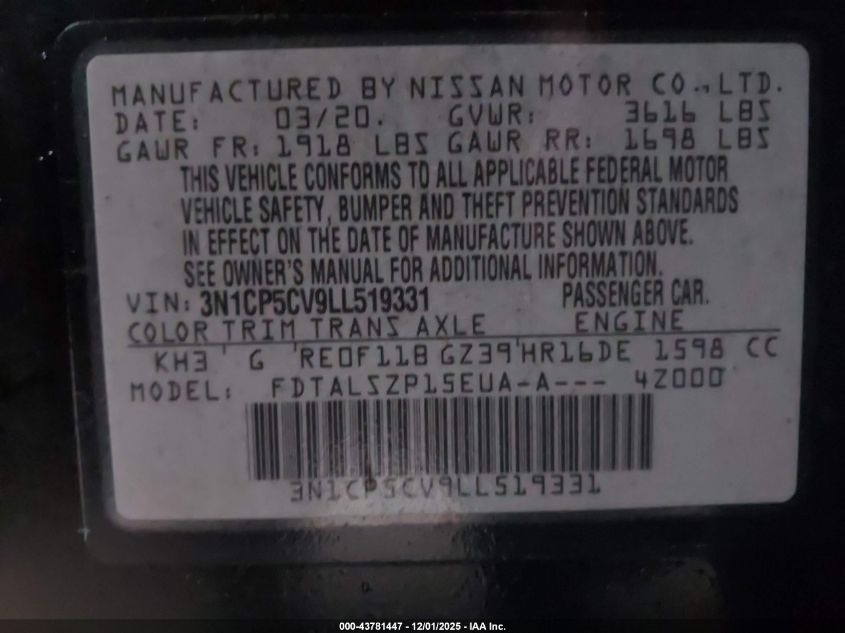 MANUFACTURED BY NISSAN MOTOR CO.,LTD.
DATE: 03/20. GVWR: 3616 LBS
GAWR FR: 1918 LBS GAWR RR: 1698 LBS
THIS VEHICLE CONFORMS TO ALL APPLICABLE FEDERAL MOTOR
VEHICLE SAFETY, BUMPER AND THEFT PREVENTION STANDARDS
IN EFFECT ON THE DATE OF MANUFACTURE SHOWN ABOVE.
SEE OWNER'S MANUAL FOR ADDITIONAL INFORMATION.
VIN: 3N1CP5CV9LL519331 PASSENGER CAR.
COLOR TRIM TRANS AXLE ENGINE
KH3 ' G 'RE0F11B GZ39'HR16DE 1598 CC
MODEL: FDTALSZP15EUA-A--- 4Z000
3N1CP5CV9LL519331
000-43781447 - 12/01/2025 - IAA Inc.